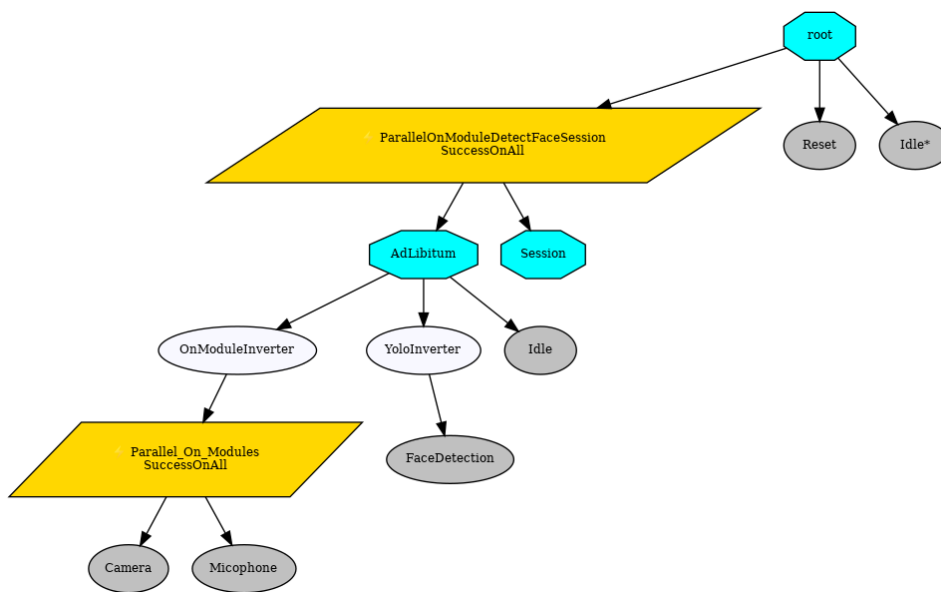 root
ParallelOnModuleDetectFaceSession
SuccessOnAll
Reset
Idle*
AdLibitum
Session
OnModuleInverter
YoloInverter
Idle
Parallel_On_Modules
SuccessOnAll
FaceDetection
Camera
Micophone